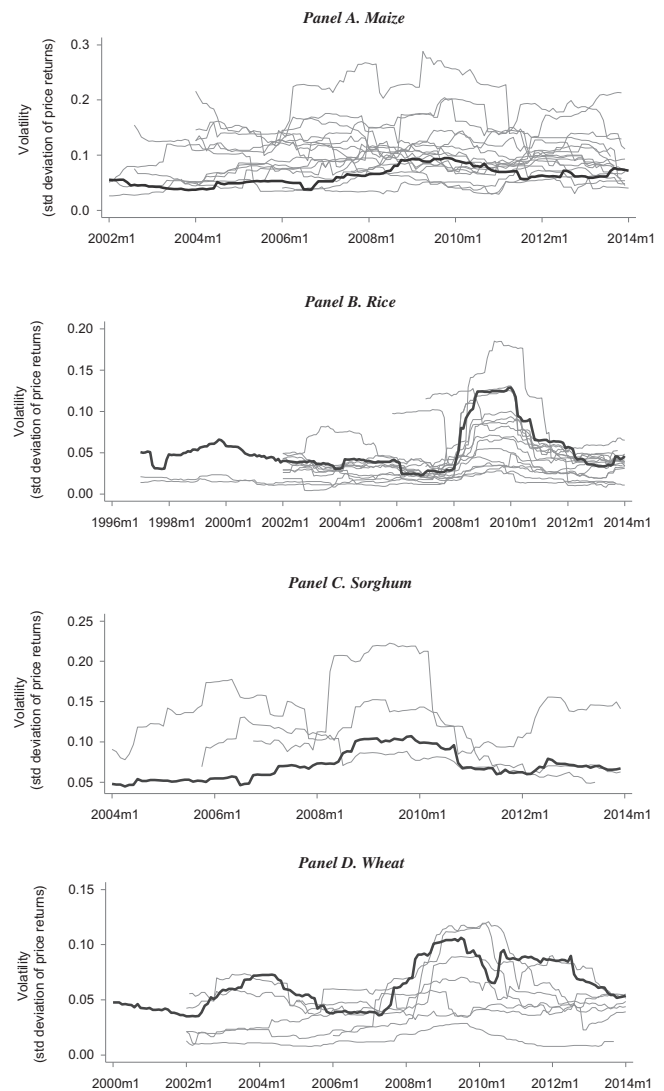 Panel A. Maize
Volatility
(std deviation of price returns)
0.3
0.2
0.1
0.0
2002m1 2004m1 2006m1 2008m1 2010m1 2012m1 2014m1
Panel B. Rice
Volatility
(std deviation of price returns)
0.20
0.15
0.10
0.05
0.00
1996m1 1998m1 2000m1 2002m1 2004m1 2006m1 2008m1 2010m1 2012m1 2014m1
Panel C. Sorghum
Volatility
(std deviation of price returns)
0.25
0.20
0.15
0.10
0.05
2004m1 2006m1 2008m1 2010m1 2012m1 2014m1
Panel D. Wheat
Volatility
(std deviation of price returns)
0.15
0.10
0.05
0.00
2000m1 2002m1 2004m1 2006m1 2008m1 2010m1 2012m1 2014m1